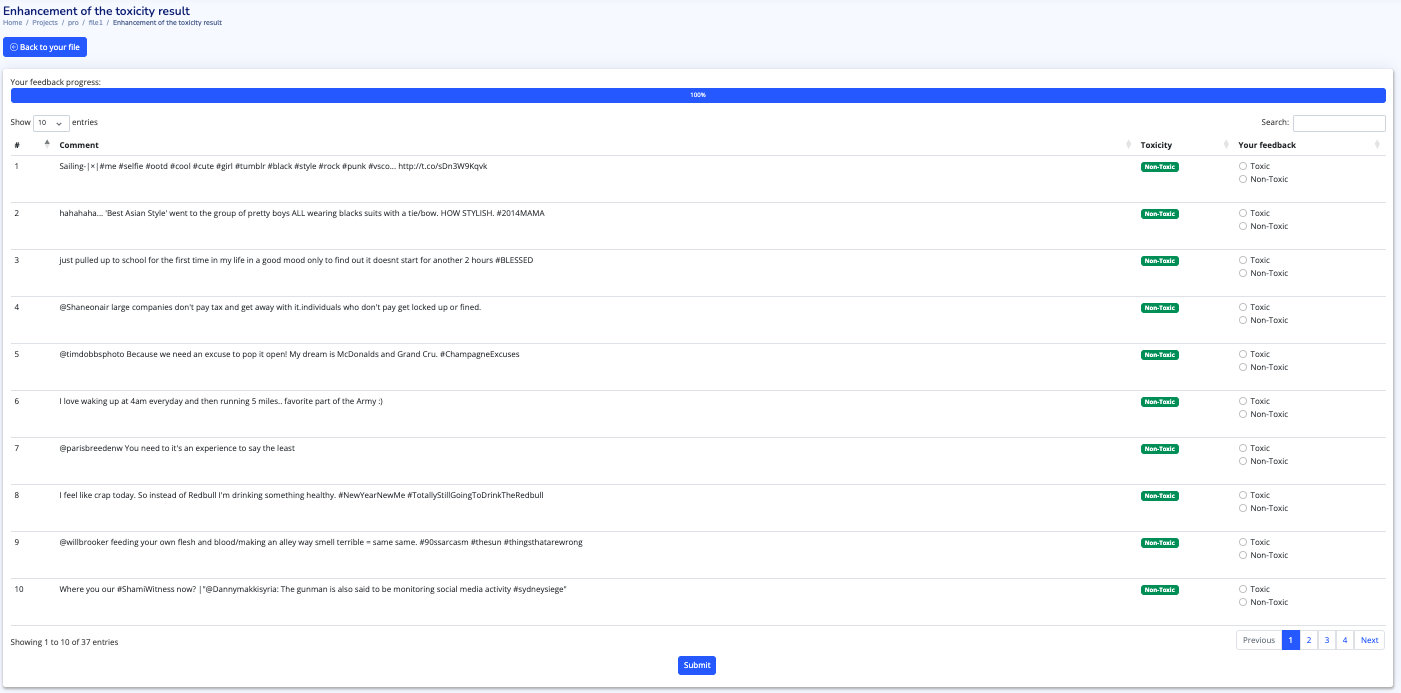 Enhancement of the toxicity result
Home / Projects / pro / file1 / Enhancement of the toxicity result
Back to your file
Your feedback progress:
100%
Show 10 entries Search:
# Comment Toxicity Your feedback
1 Sailing-|×|#me #selfie #ootd #cool #cute #girl #tumblr #black #style #rock #punk #vsco... http://t.co/sDn3W9Kqvk Non-Toxic Toxic
Non-Toxic
2 hahahaha... 'Best Asian Style' went to the group of pretty boys ALL wearing blacks suits with a tie/bow. HOW STYLISH. #2014MAMA Non-Toxic Toxic
Non-Toxic
3 just pulled up to school for the first time in my life in a good mood only to find out it doesnt start for another 2 hours #BLESSED Non-Toxic Toxic
Non-Toxic
4 @Shaneonair large companies don't pay tax and get away with it.individuals who don't pay get locked up or fined. Non-Toxic Toxic
Non-Toxic
5 @timdobbsphoto Because we need an excuse to pop it open! My dream is McDonalds and Grand Cru. #ChampagneExcuses Non-Toxic Toxic
Non-Toxic
6 I love waking up at 4am everyday and then running 5 miles.. favorite part of the Army :) Non-Toxic Toxic
Non-Toxic
7 @parisbreedenw You need to it's an experience to say the least Non-Toxic Toxic
Non-Toxic
8 I feel like crap today. So instead of Redbull I'm drinking something healthy. #NewYearNewMe #TotallyStillGoingToDrinkTheRedbull Non-Toxic Toxic
Non-Toxic
9 @willbrooker feeding your own flesh and blood/making an alley way smell terrible = same same. #90ssarcasm #thesun #thingsthatarewrong Non-Toxic Toxic
Non-Toxic
10 Where you our #ShamiWitness now? |"@Dannymakkisyria: The gunman is also said to be monitoring social media activity #sydneysiege" Non-Toxic Toxic
Non-Toxic
Showing 1 to 10 of 37 entries Previous 1 2 3 4 Next
Submit